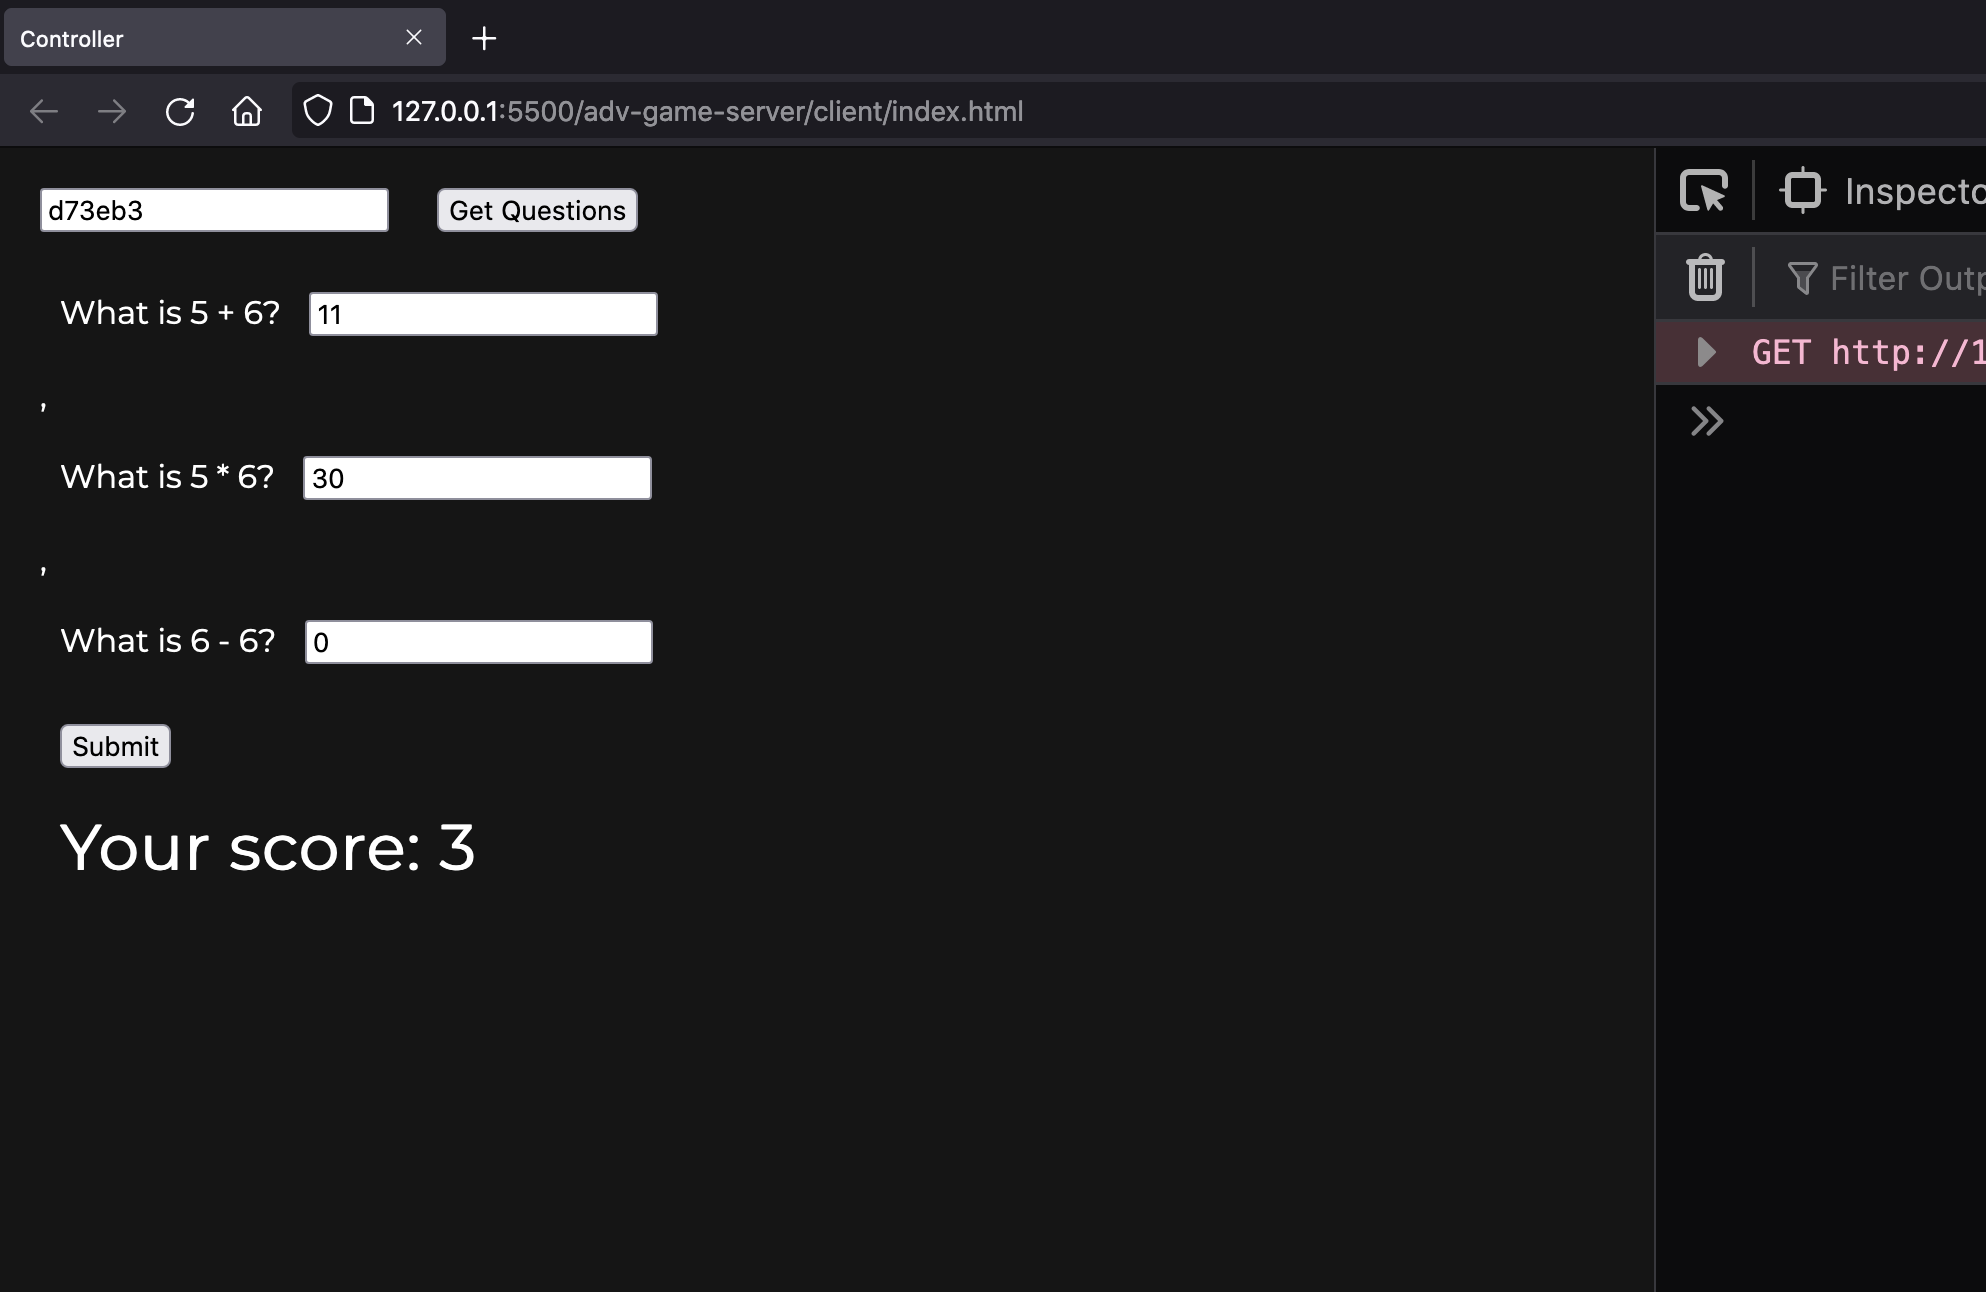 Controller
127.0.0.1:5500/adv-game-server/client/index.html
d73eb3 Get Questions
What is 5 + 6? 11
,
What is 5 * 6? 30
,
What is 6 - 6? 0
Submit
Your score: 3
Inspecto
Filter Outp
GET http://1